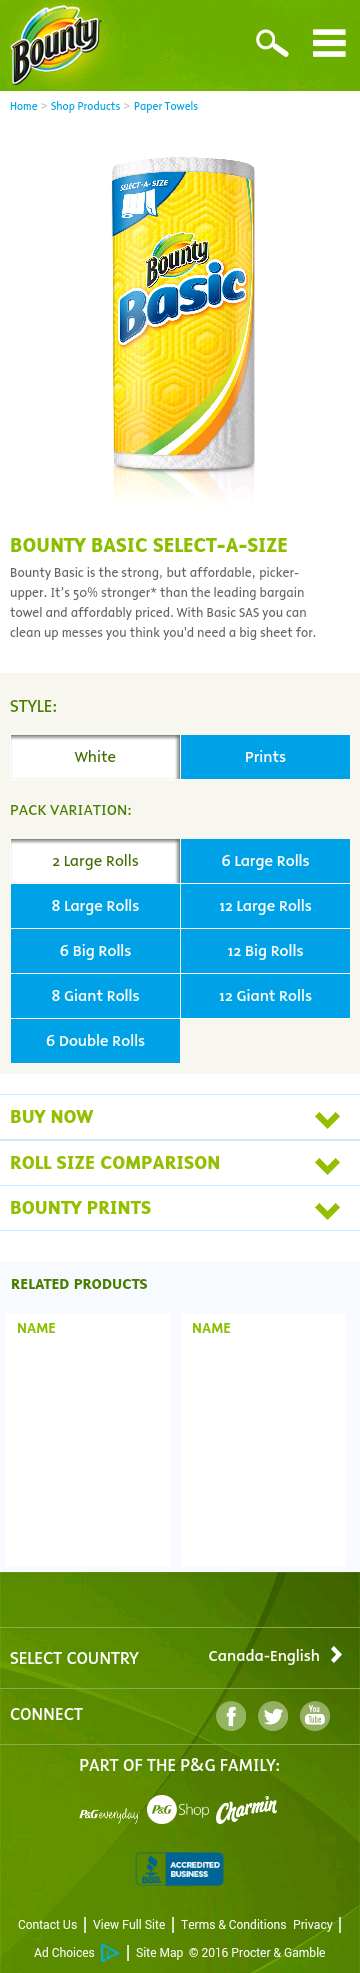 Bounty
Home > Shop Products > Paper Towels
SELECT-A-SIZE
Bounty
Basic
BOUNTY BASIC SELECT-A-SIZE
Bounty Basic is the strong, but affordable, picker-
upper. It's 50% stronger* than the leading bargain
towel and affordably priced. With Basic SAS you can
clean up messes you think you'd need a big sheet for.
STYLE:
White Prints
PACK VARIATION:
2 Large Rolls 6 Large Rolls
8 Large Rolls 12 Large Rolls
6 Big Rolls 12 Big Rolls
8 Giant Rolls 12 Giant Rolls
6 Double Rolls
BUY NOW
ROLL SIZE COMPARISON
BOUNTY PRINTS
RELATED PRODUCTS
NAME NAME
SELECT COUNTRY Canada-English
CONNECT You Tube
PART OF THE P&G FAMILY:
P&G everyday P&G Shop Charmin
BBB ACCREDITED BUSINESS
Contact Us | View Full Site | Terms & Conditions Privacy |
Ad Choices | Site Map © 2016 Procter & Gamble